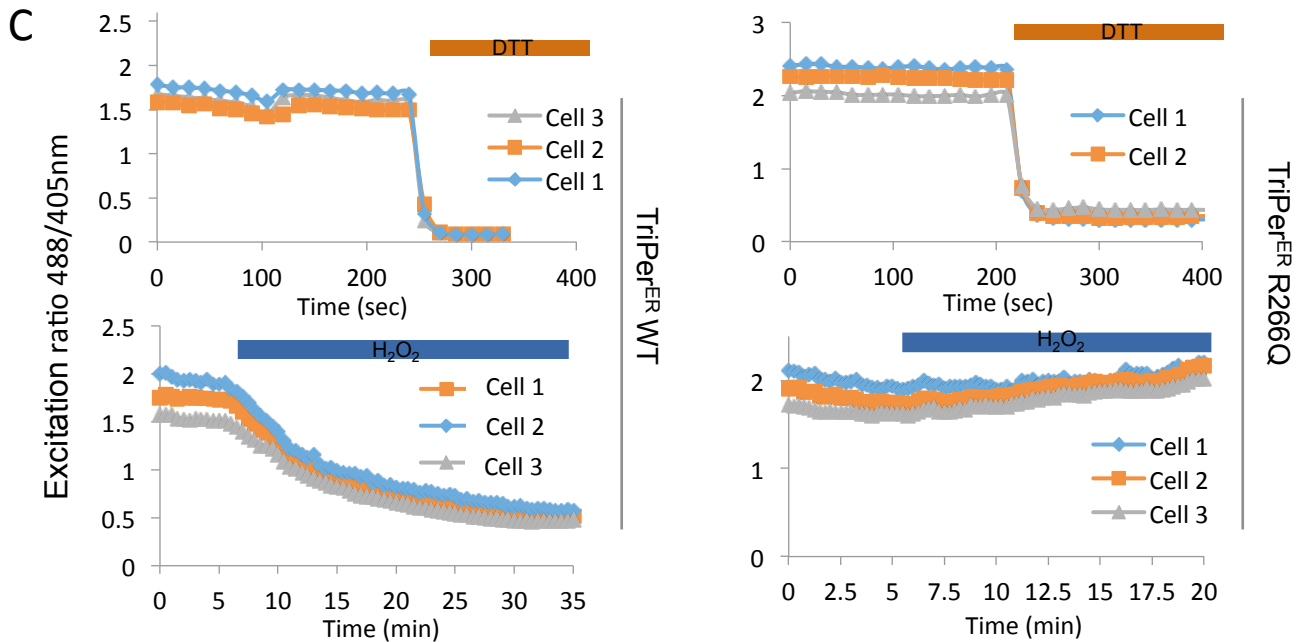 C
Excitation ratio 488/405nm
2.5
2
1.5
1
0.5
0
DTT
Cell 3
Cell 2
Cell 1
0 100 200 300 400
Time (sec)
2.5
2
1.5
1
0.5
0
H₂O₂
Cell 1
Cell 2
Cell 3
0 5 10 15 20 25 30 35
Time (min)
TriPerᴱᴿ WT
3
2
1
0
DTT
Cell 1
Cell 2
0 100 200 300 400
Time (sec)
2
1
0
H₂O₂
Cell 1
Cell 2
Cell 3
0 2.5 5 7.5 10 12.5 15 17.5 20
Time (min)
TriPerᴱᴿ R266Q